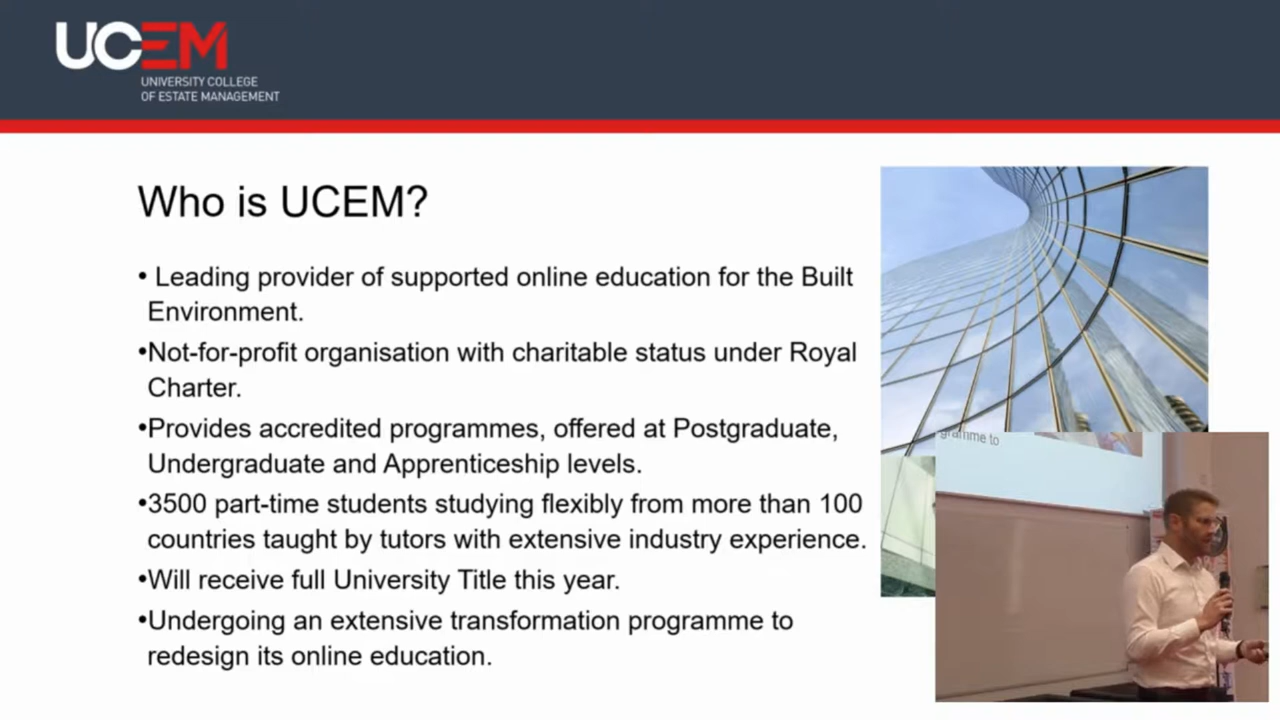 UCEM
UNIVERSITY COLLEGE
OF ESTATE MANAGEMENT
Who is UCEM?
• Leading provider of supported online education for the Built
Environment.
•Not-for-profit organisation with charitable status under Royal
Charter.
•Provides accredited programmes, offered at Postgraduate,
Undergraduate and Apprenticeship levels.
•3500 part-time students studying flexibly from more than 100
countries taught by tutors with extensive industry experience.
•Will receive full University Title this year.
•Undergoing an extensive transformation programme to
redesign its online education.
gramme to